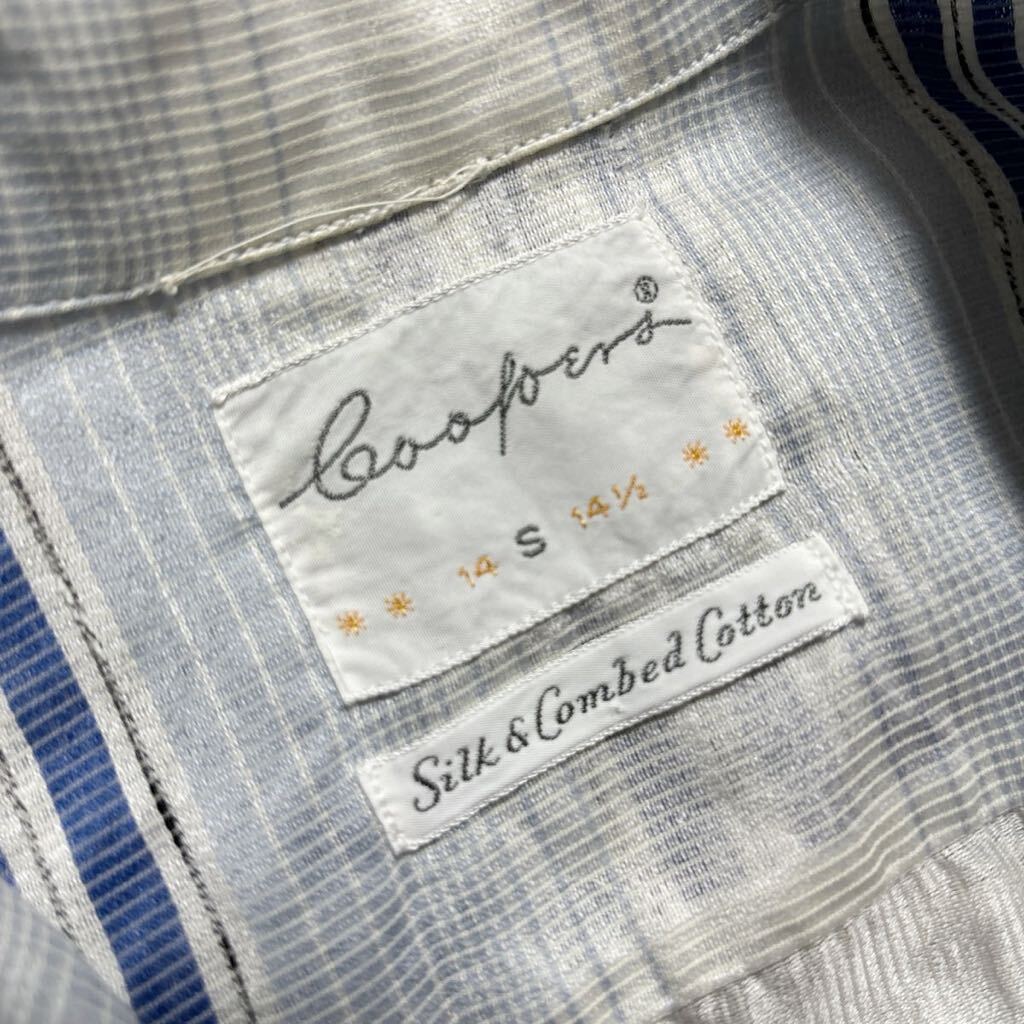 Coopers®
** 14 S 14½ **
Silk & Combed Cotton